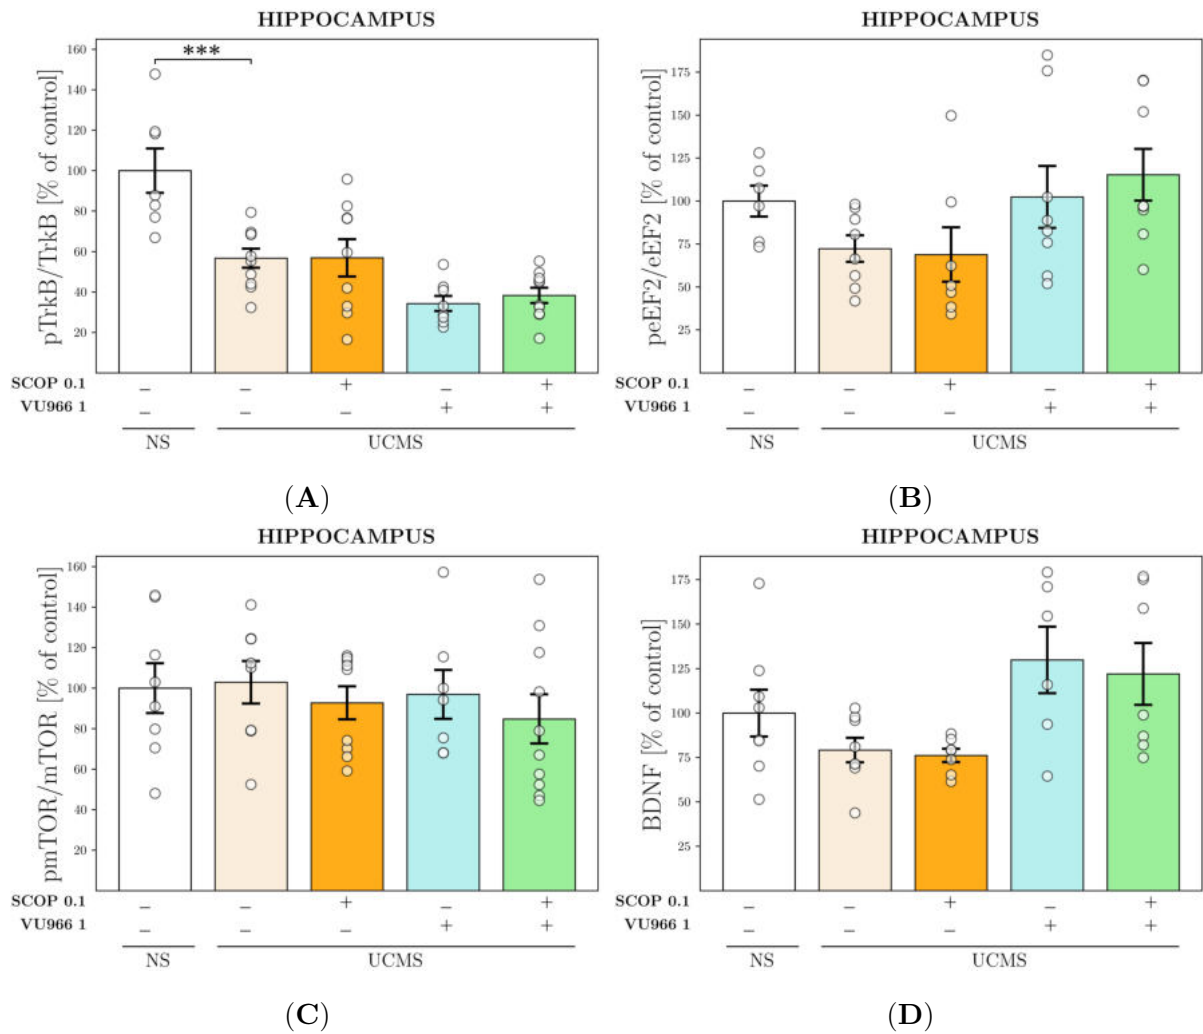 HIPPOCAMPUS
pTrkB/TrkB [% of control]
160
140
120
100
80
60
40
20
***
SCOP 0.1 – – + – +
VU966 1 – – – + +
NS UCMS
(A)
HIPPOCAMPUS
peEF2/eEF2 [% of control]
175
150
125
100
75
50
25
SCOP 0.1 – – + – +
VU966 1 – – – + +
NS UCMS
(B)
HIPPOCAMPUS
pmTOR/mTOR [% of control]
160
140
120
100
80
60
40
20
SCOP 0.1 – – + – +
VU966 1 – – – + +
NS UCMS
(C)
HIPPOCAMPUS
BDNF [% of control]
175
150
125
100
75
50
25
SCOP 0.1 – – + – +
VU966 1 – – – + +
NS UCMS
(D)